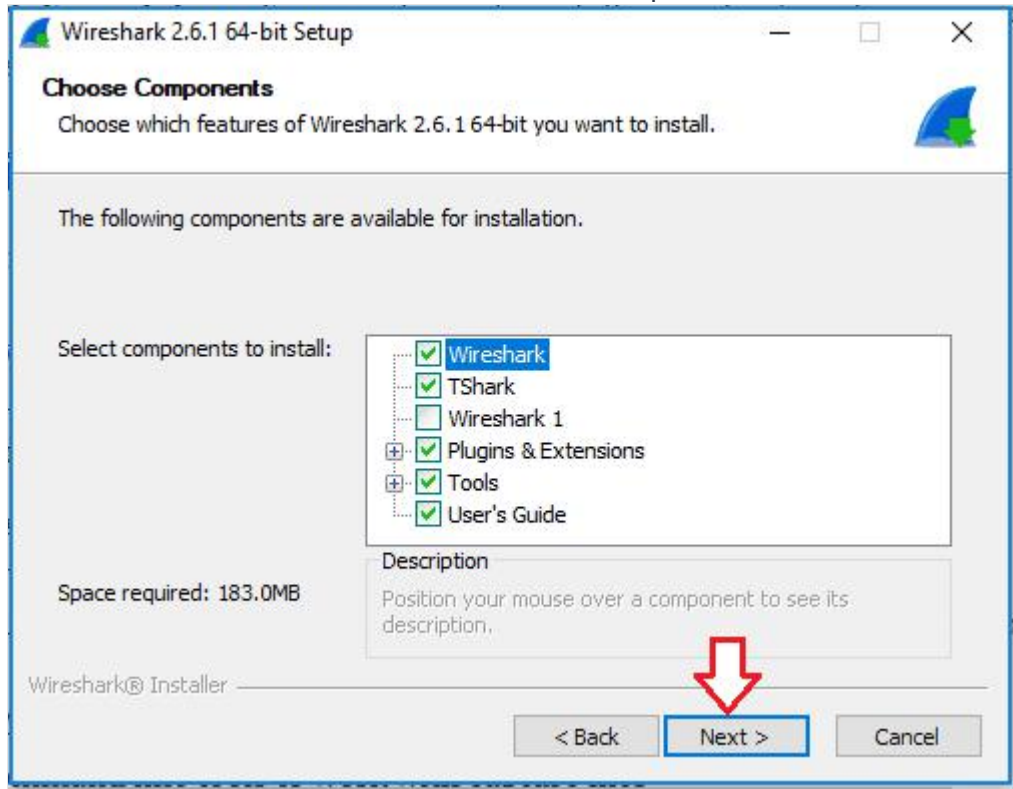 Wireshark 2.6.1 64-bit Setup
Choose Components
Choose which features of Wireshark 2.6.1 64-bit you want to install.
The following components are available for installation.
Select components to install:
Wireshark
TShark
Wireshark 1
Plugins & Extensions
Tools
User's Guide
Space required: 183.0MB
Description
Position your mouse over a component to see its
description.
Wireshark® Installer
< Back
Next >
Cancel